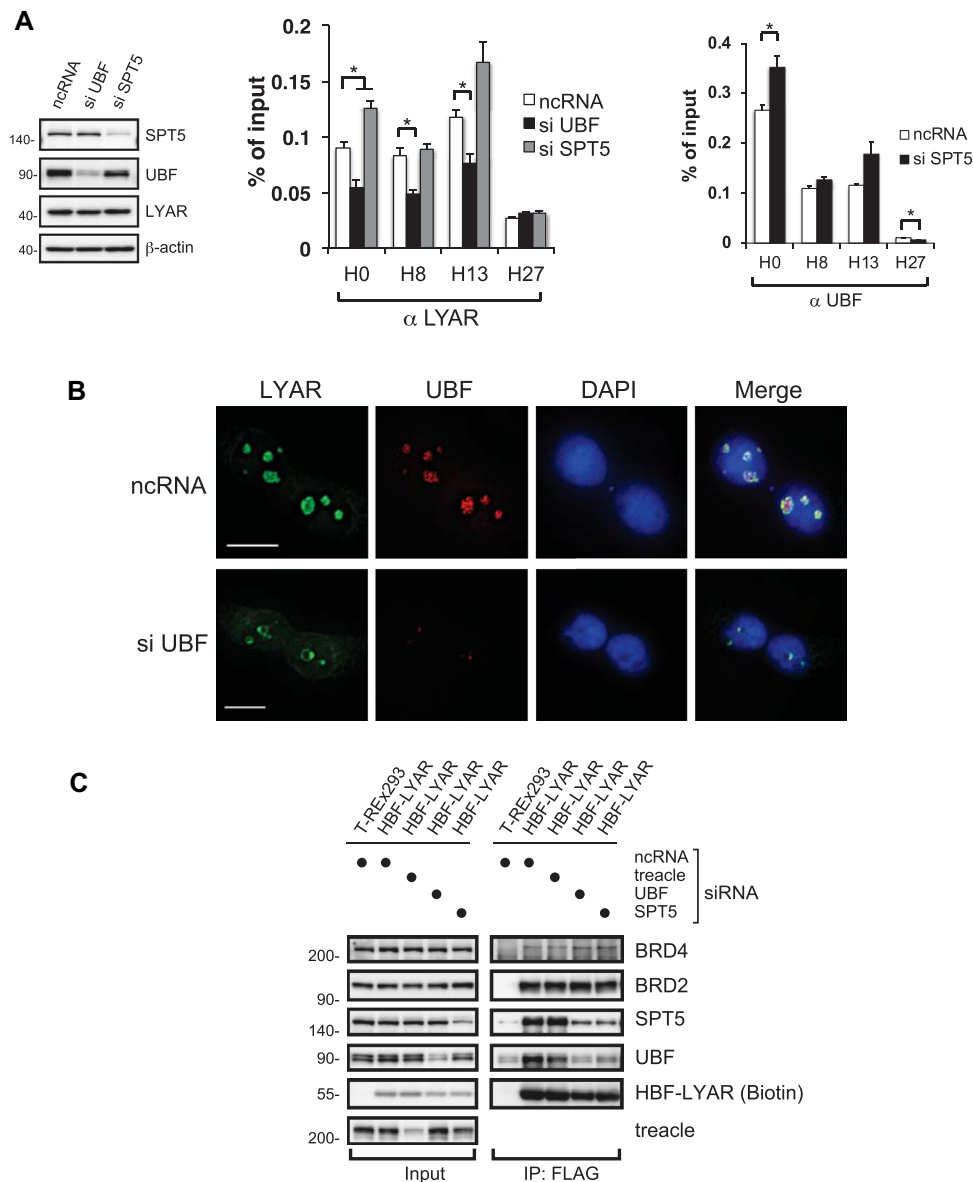 A
ncRNA
si UBF
si SPT5
140-
SPT5
90-
UBF
40-
LYAR
40-
β-actin
% of input
0.2
0.15
0.1
0.05
0
*
*
*
ncRNA
si UBF
si SPT5
H0 H8 H13 H27
α LYAR
% of input
0.4
0.3
0.2
0.1
0
*
*
ncRNA
si SPT5
H0 H8 H13 H27
α UBF
B
LYAR UBF DAPI Merge
ncRNA
si UBF
C
T-REx293
HBF-LYAR
HBF-LYAR
HBF-LYAR
HBF-LYAR
T-REx293
HBF-LYAR
HBF-LYAR
HBF-LYAR
HBF-LYAR
ncRNA
treacle
UBF
SPT5
siRNA
200-
BRD4
90-
BRD2
140-
SPT5
90-
UBF
55-
HBF-LYAR (Biotin)
200-
treacle
Input
IP: FLAG